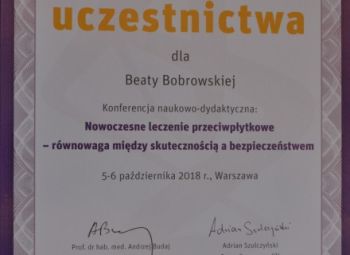 uczestnictwa
dla
Beaty Bobrowskiej
Konferencja naukowo-dydaktyczna:
Nowoczesne leczenie przeciwpłytkowe
– równowaga między skutecznością a bezpieczeństwem
5-6 października 2018 r., Warszawa
Prof. dr hab. med. Andrzej Budaj
Adrian Szulczyński